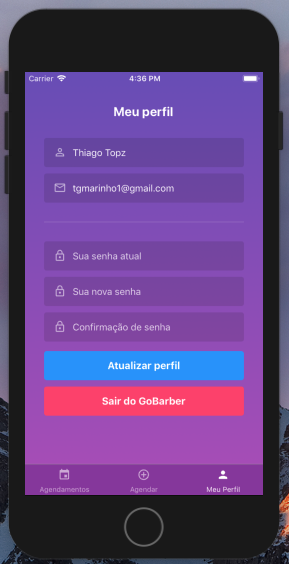 Carrier 4:36 PM
Meu perfil
Thiago Topz
tgmarinho1@gmail.com
Sua senha atual
Sua nova senha
Confirmação de senha
Atualizar perfil
Sair do GoBarber
Agendamentos Agendar Meu Perfil